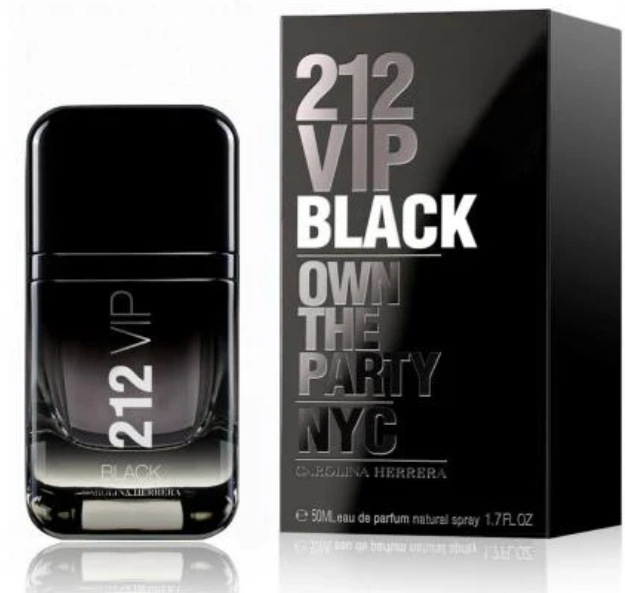 212 VIP
BLACK
CAROLINA HERRERA
212
VIP
BLACK
OWN
THE
PARTY
NYC
CAROLINA HERRERA
℮ 50ML eau de parfum natural spray 1.7 FL OZ